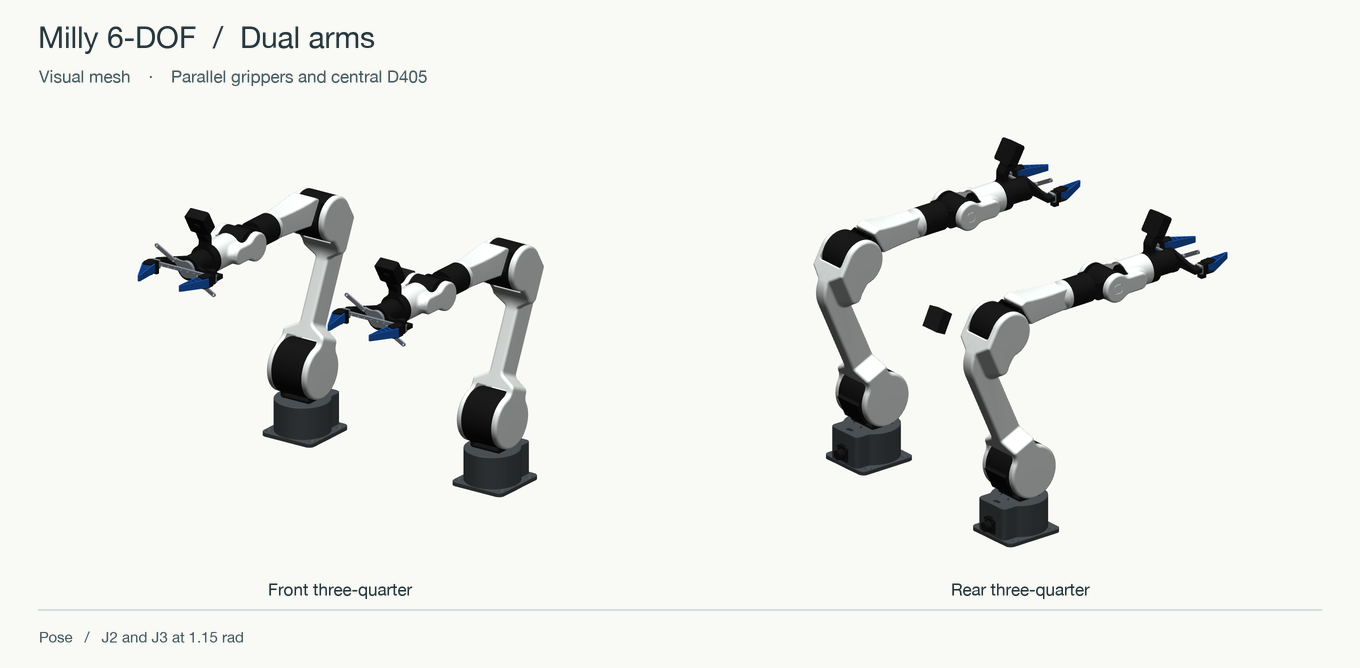 Milly 6-DOF / Dual arms
Visual mesh · Parallel grippers and central D405
Front three-quarter
Rear three-quarter
Pose / J2 and J3 at 1.15 rad